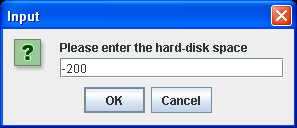 Input
?
Please enter the hard-disk space
-200
OK Cancel